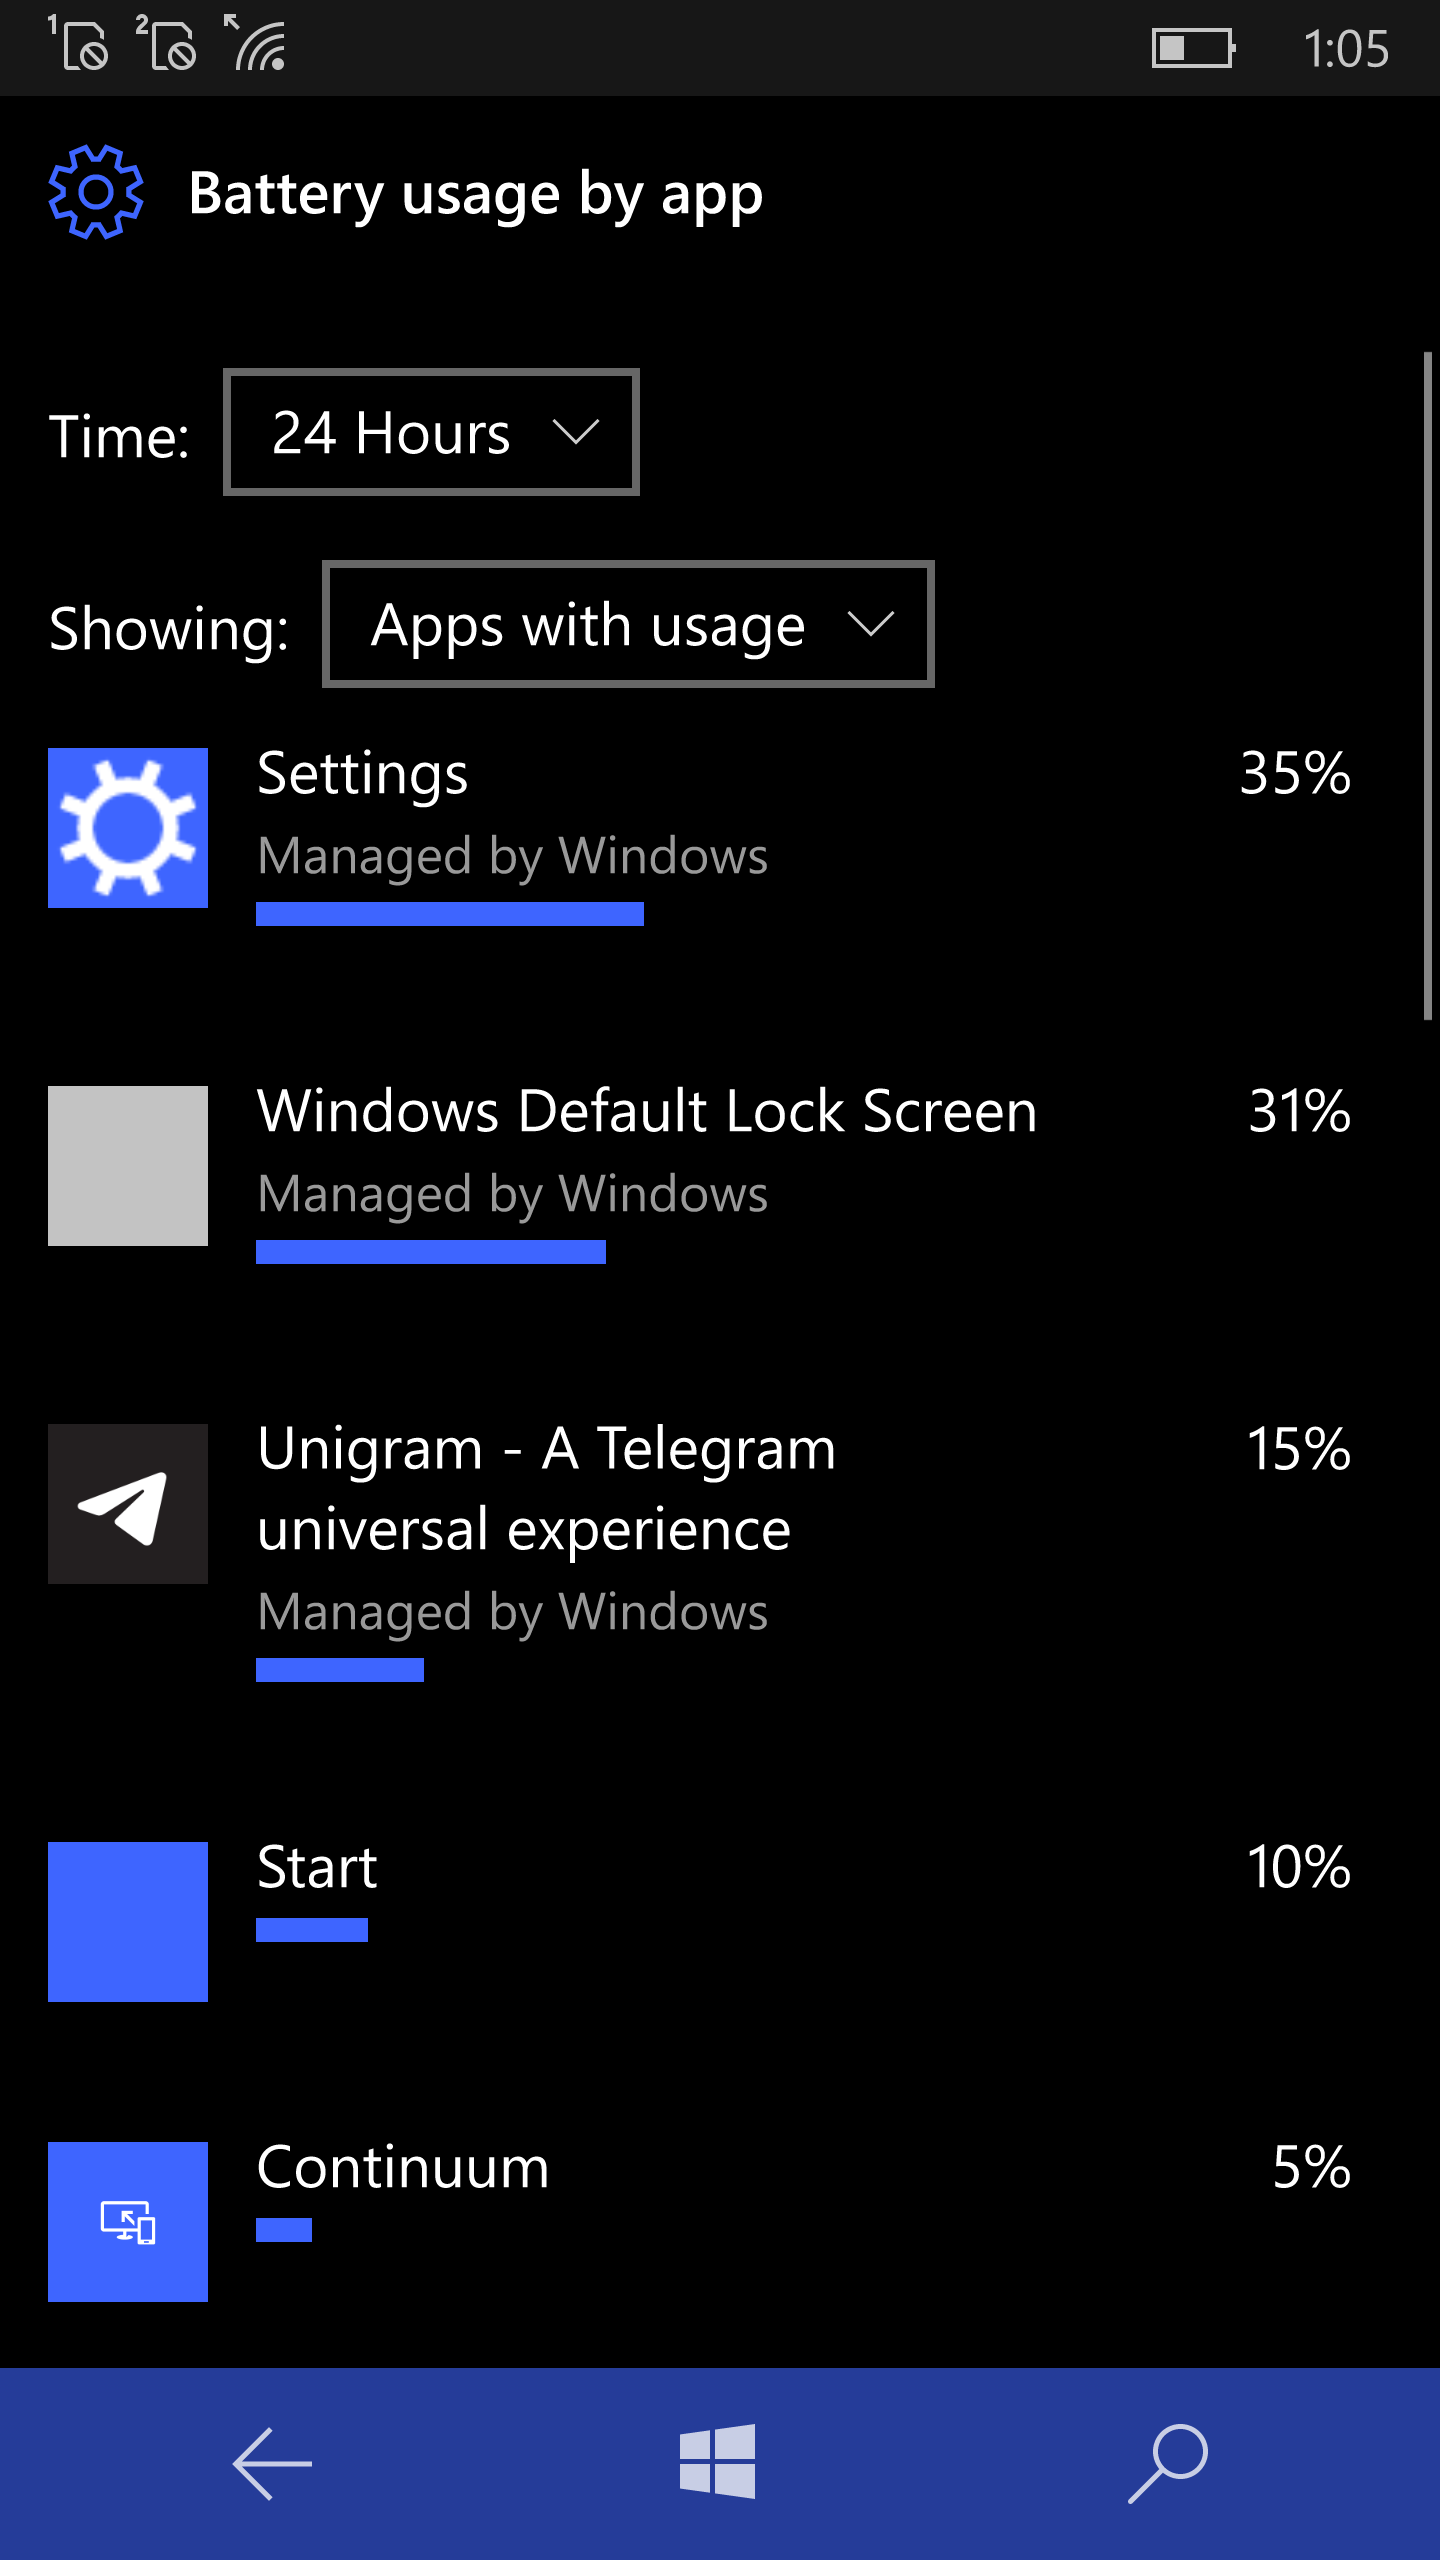 1 2 1:05
Battery usage by app
Time: 24 Hours
Showing: Apps with usage
Settings 35%
Managed by Windows
Windows Default Lock Screen 31%
Managed by Windows
Unigram - A Telegram 15%
universal experience
Managed by Windows
Start 10%
Continuum 5%